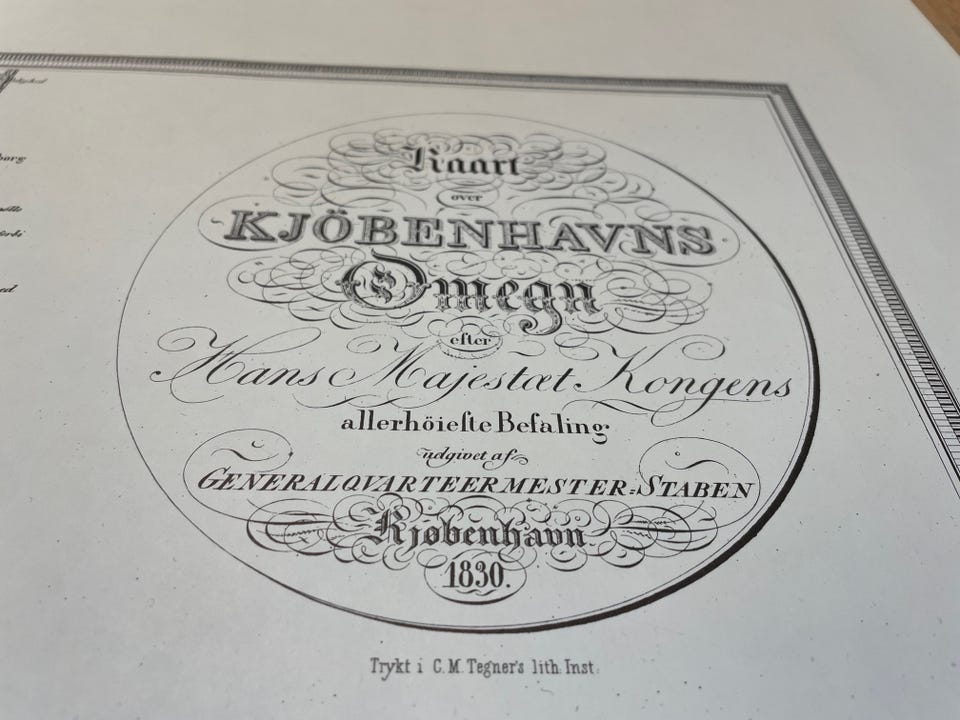 Kaart
over
KJÖBENHAVNS
Omegn
efter
Hans Majestæt Kongens
allerhöieſte Befaling
udgivet af
GENERALQVARTEERMESTER-STABEN
Kjøbenhavn
1830.
Trykt i C. M. Tegner's lith. Inst.